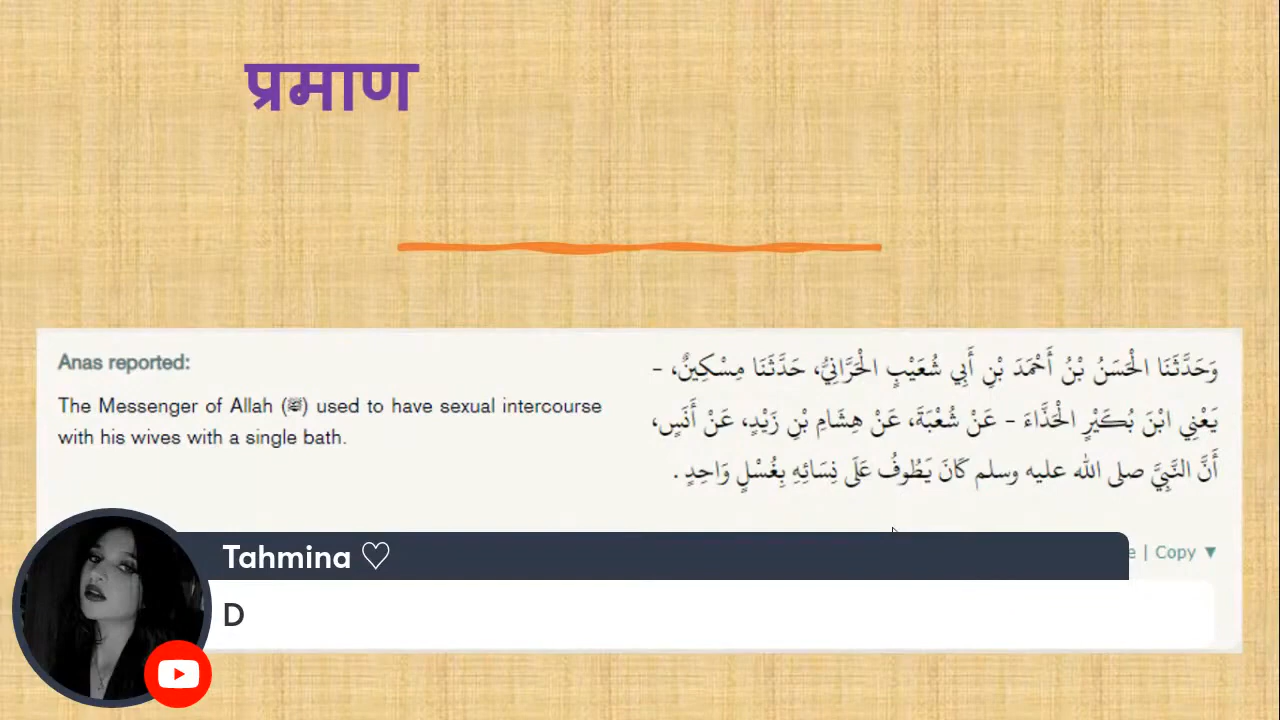 प्रमाण
Anas reported:
The Messenger of Allah (ﷺ) used to have sexual intercourse
with his wives with a single bath.
وَحَدَّثَنَا الْحَسَنُ بْنُ أَحْمَدَ بْنِ أَبِي شُعَيْبٍ الْحَرَّانِيُّ، حَدَّثَنَا مِسْكِينٌ، -
يَعْنِي ابْنَ بُكَيْرٍ الْحَذَّاءَ - عَنْ شُعْبَةَ، عَنْ هِشَامِ بْنِ زَيْدٍ، عَنْ أَنَسٍ،
أَنَّ النَّبِيَّ صلى الله عليه وسلم كَانَ يَطُوفُ عَلَى نِسَائِهِ بِغُسْلٍ وَاحِدٍ .
e | Copy ▼
Tahmina ♡
D